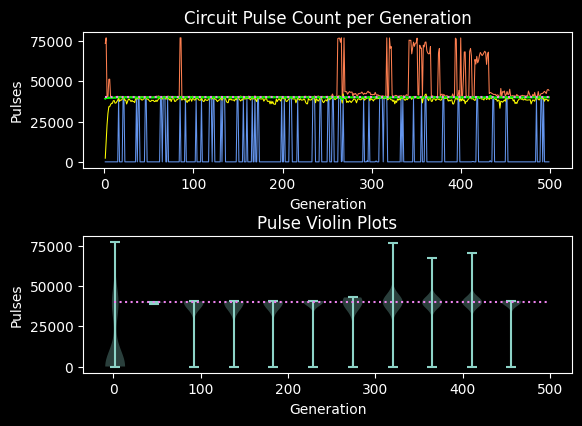 Circuit Pulse Count per Generation
75000
50000
25000
0
Pulses
0 100 200 300 400 500
Generation
Pulse Violin Plots
75000
50000
25000
0
Pulses
0 100 200 300 400 500
Generation